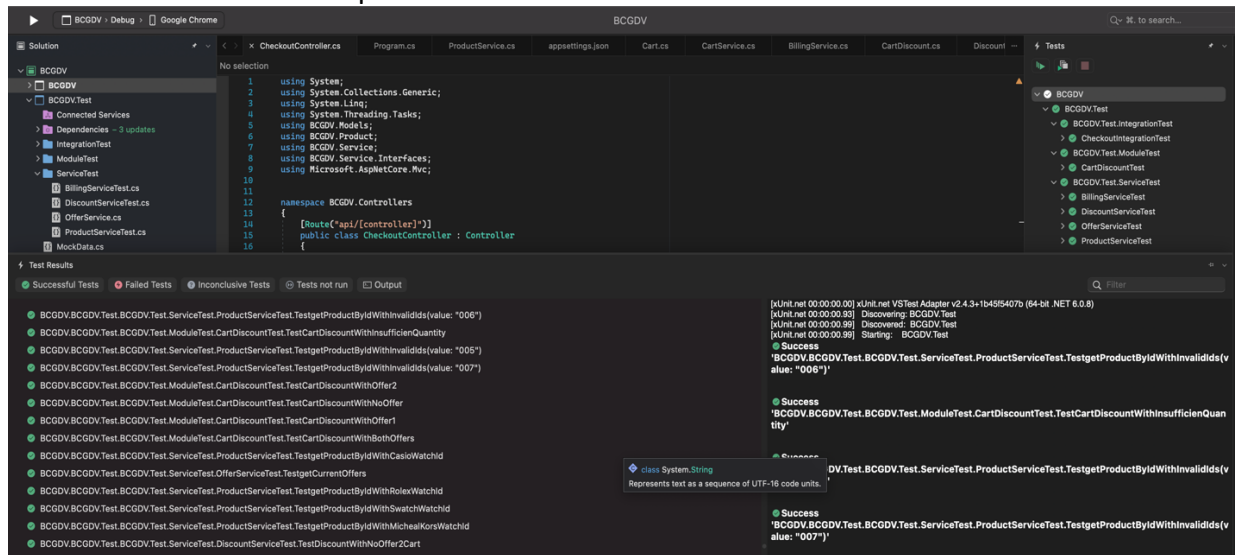 BCGDV › Debug › Google Chrome
BCGDV
⌘. to search...
Solution
BCGDV
BCGDV
BCGDV.Test
Connected Services
Dependencies – 3 updates
IntegrationTest
ModuleTest
ServiceTest
BillingServiceTest.cs
DiscountServiceTest.cs
OfferService.cs
ProductServiceTest.cs
MockData.cs
CheckoutController.cs Program.cs ProductService.cs appsettings.json Cart.cs CartService.cs BillingService.cs CartDiscount.cs Discount
No selection
1 using System;
2 using System.Collections.Generic;
3 using System.Linq;
4 using System.Threading.Tasks;
5 using BCGDV.Models;
6 using BCGDV.Product;
7 using BCGDV.Service;
8 using BCGDV.Service.Interfaces;
9 using Microsoft.AspNetCore.Mvc;
10
11
12 namespace BCGDV.Controllers
13 {
14 [Route("api/[controller]")]
15 public class CheckoutController : Controller
16 {
Tests
BCGDV
BCGDV.Test
BCGDV.Test.IntegrationTest
CheckoutIntegrationTest
BCGDV.Test.ModuleTest
CartDiscountTest
BCGDV.Test.ServiceTest
BillingServiceTest
DiscountServiceTest
OfferServiceTest
ProductServiceTest
Test Results
Successful Tests Failed Tests Inconclusive Tests Tests not run Output
Filter
BCGDV.BCGDV.Test.BCGDV.Test.ServiceTest.ProductServiceTest.TestgetProductByIdWithInvalidIds(value: "006")
BCGDV.BCGDV.Test.BCGDV.Test.ModuleTest.CartDiscountTest.TestCartDiscountWithInsufficienQuantity
BCGDV.BCGDV.Test.BCGDV.Test.ServiceTest.ProductServiceTest.TestgetProductByIdWithInvalidIds(value: "005")
BCGDV.BCGDV.Test.BCGDV.Test.ServiceTest.ProductServiceTest.TestgetProductByIdWithInvalidIds(value: "007")
BCGDV.BCGDV.Test.BCGDV.Test.ModuleTest.CartDiscountTest.TestCartDiscountWithOffer2
BCGDV.BCGDV.Test.BCGDV.Test.ModuleTest.CartDiscountTest.TestCartDiscountWithNoOffer
BCGDV.BCGDV.Test.BCGDV.Test.ModuleTest.CartDiscountTest.TestCartDiscountWithOffer1
BCGDV.BCGDV.Test.BCGDV.Test.ModuleTest.CartDiscountTest.TestCartDiscountWithBothOffers
BCGDV.BCGDV.Test.BCGDV.Test.ServiceTest.ProductServiceTest.TestgetProductByIdWithCasioWatchId
BCGDV.BCGDV.Test.BCGDV.Test.ServiceTest.OfferServiceTest.TestgetCurrentOffers
BCGDV.BCGDV.Test.BCGDV.Test.ServiceTest.ProductServiceTest.TestgetProductByIdWithRolexWatchId
BCGDV.BCGDV.Test.BCGDV.Test.ServiceTest.ProductServiceTest.TestgetProductByIdWithSwatchWatchId
BCGDV.BCGDV.Test.BCGDV.Test.ServiceTest.ProductServiceTest.TestgetProductByIdWithMichealKorsWatchId
BCGDV.BCGDV.Test.BCGDV.Test.ServiceTest.DiscountServiceTest.TestDiscountWithNoOffer2Cart
class System.String
Represents text as a sequence of UTF-16 code units.
[xUnit.net 00:00:00.00] xUnit.net VSTest Adapter v2.4.3+1b45f5407b (64-bit .NET 6.0.8)
[xUnit.net 00:00:00.93] Discovering: BCGDV.Test
[xUnit.net 00:00:00.99] Discovered: BCGDV.Test
[xUnit.net 00:00:00.99] Starting: BCGDV.Test
Success
'BCGDV.BCGDV.Test.BCGDV.Test.ServiceTest.ProductServiceTest.TestgetProductByIdWithInvalidIds(v
alue: "006")'
Success
'BCGDV.BCGDV.Test.BCGDV.Test.ModuleTest.CartDiscountTest.TestCartDiscountWithInsufficienQuan
tity'
DV.Test.BCGDV.Test.ServiceTest.ProductServiceTest.TestgetProductByIdWithInvalidIds(v
Success
'BCGDV.BCGDV.Test.BCGDV.Test.ServiceTest.ProductServiceTest.TestgetProductByIdWithInvalidIds(v
alue: "007")'